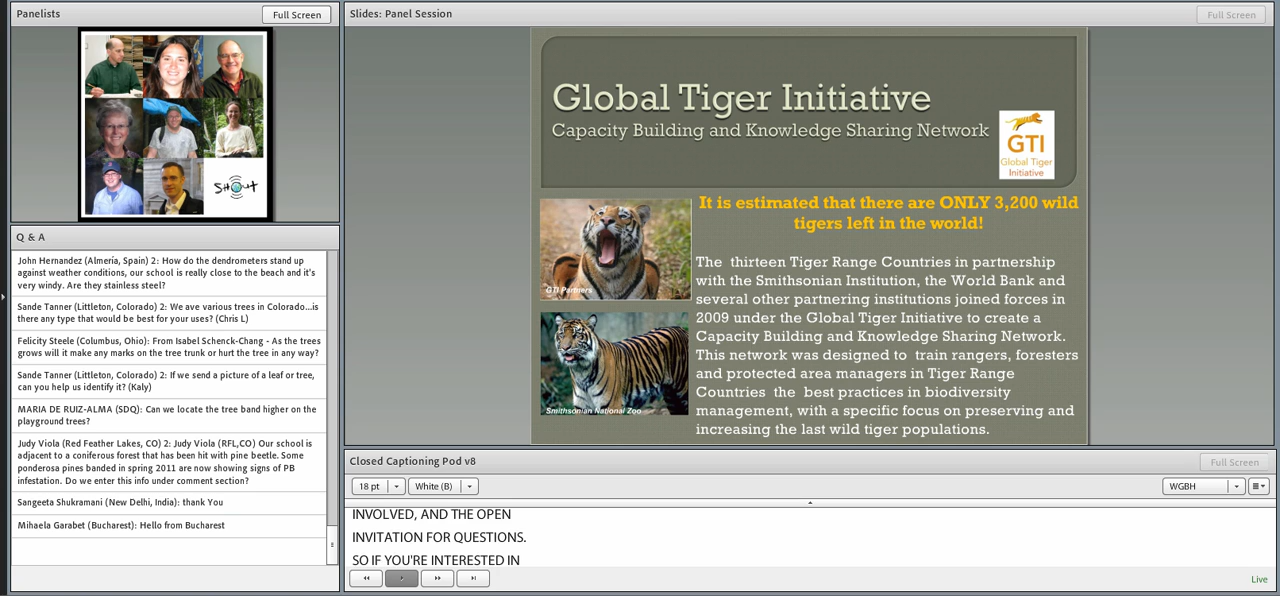 Panelists
Full Screen
SHOUT
Q & A
John Hernandez (Almería, Spain) 2: How do the dendrometers stand up
against weather conditions, our school is really close to the beach and it's
very windy. Are they stainless steel?
Sande Tanner (Littleton, Colorado) 2: We ave various trees in Colorado...is
there any type that would be best for your uses? (Chris L)
Felicity Steele (Columbus, Ohio): From Isabel Schenck-Chang - As the trees
grows will it make any marks on the tree trunk or hurt the tree in any way?
Sande Tanner (Littleton, Colorado) 2: If we send a picture of a leaf or tree,
can you help us identify it? (Kaly)
MARIA DE RUIZ-ALMA (SDQ): Can we locate the tree band higher on the
playground trees?
Judy Viola (Red Feather Lakes, CO) 2: Judy Viola (RFL,CO) Our school is
adjacent to a coniferous forest that has been hit with pine beetle. Some
ponderosa pines banded in spring 2011 are now showing signs of PB
infestation. Do we enter this info under comment section?
Sangeeta Shukramani (New Delhi, India): thank You
Mihaela Garabet (Bucharest): Hello from Bucharest
Slides: Panel Session
Full Screen
Global Tiger Initiative
Capacity Building and Knowledge Sharing Network
GTI
Global Tiger
Initiative
It is estimated that there are ONLY 3,200 wild
tigers left in the world!
GTI Partners
Smithsonian National Zoo
The thirteen Tiger Range Countries in partnership
with the Smithsonian Institution, the World Bank and
several other partnering institutions joined forces in
2009 under the Global Tiger Initiative to create a
Capacity Building and Knowledge Sharing Network.
This network was designed to train rangers, foresters
and protected area managers in Tiger Range
Countries the best practices in biodiversity
management, with a specific focus on preserving and
increasing the last wild tiger populations.
Closed Captioning Pod v8
Full Screen
18 pt
White (B)
WGBH
INVOLVED, AND THE OPEN
INVITATION FOR QUESTIONS.
SO IF YOU'RE INTERESTED IN
Live